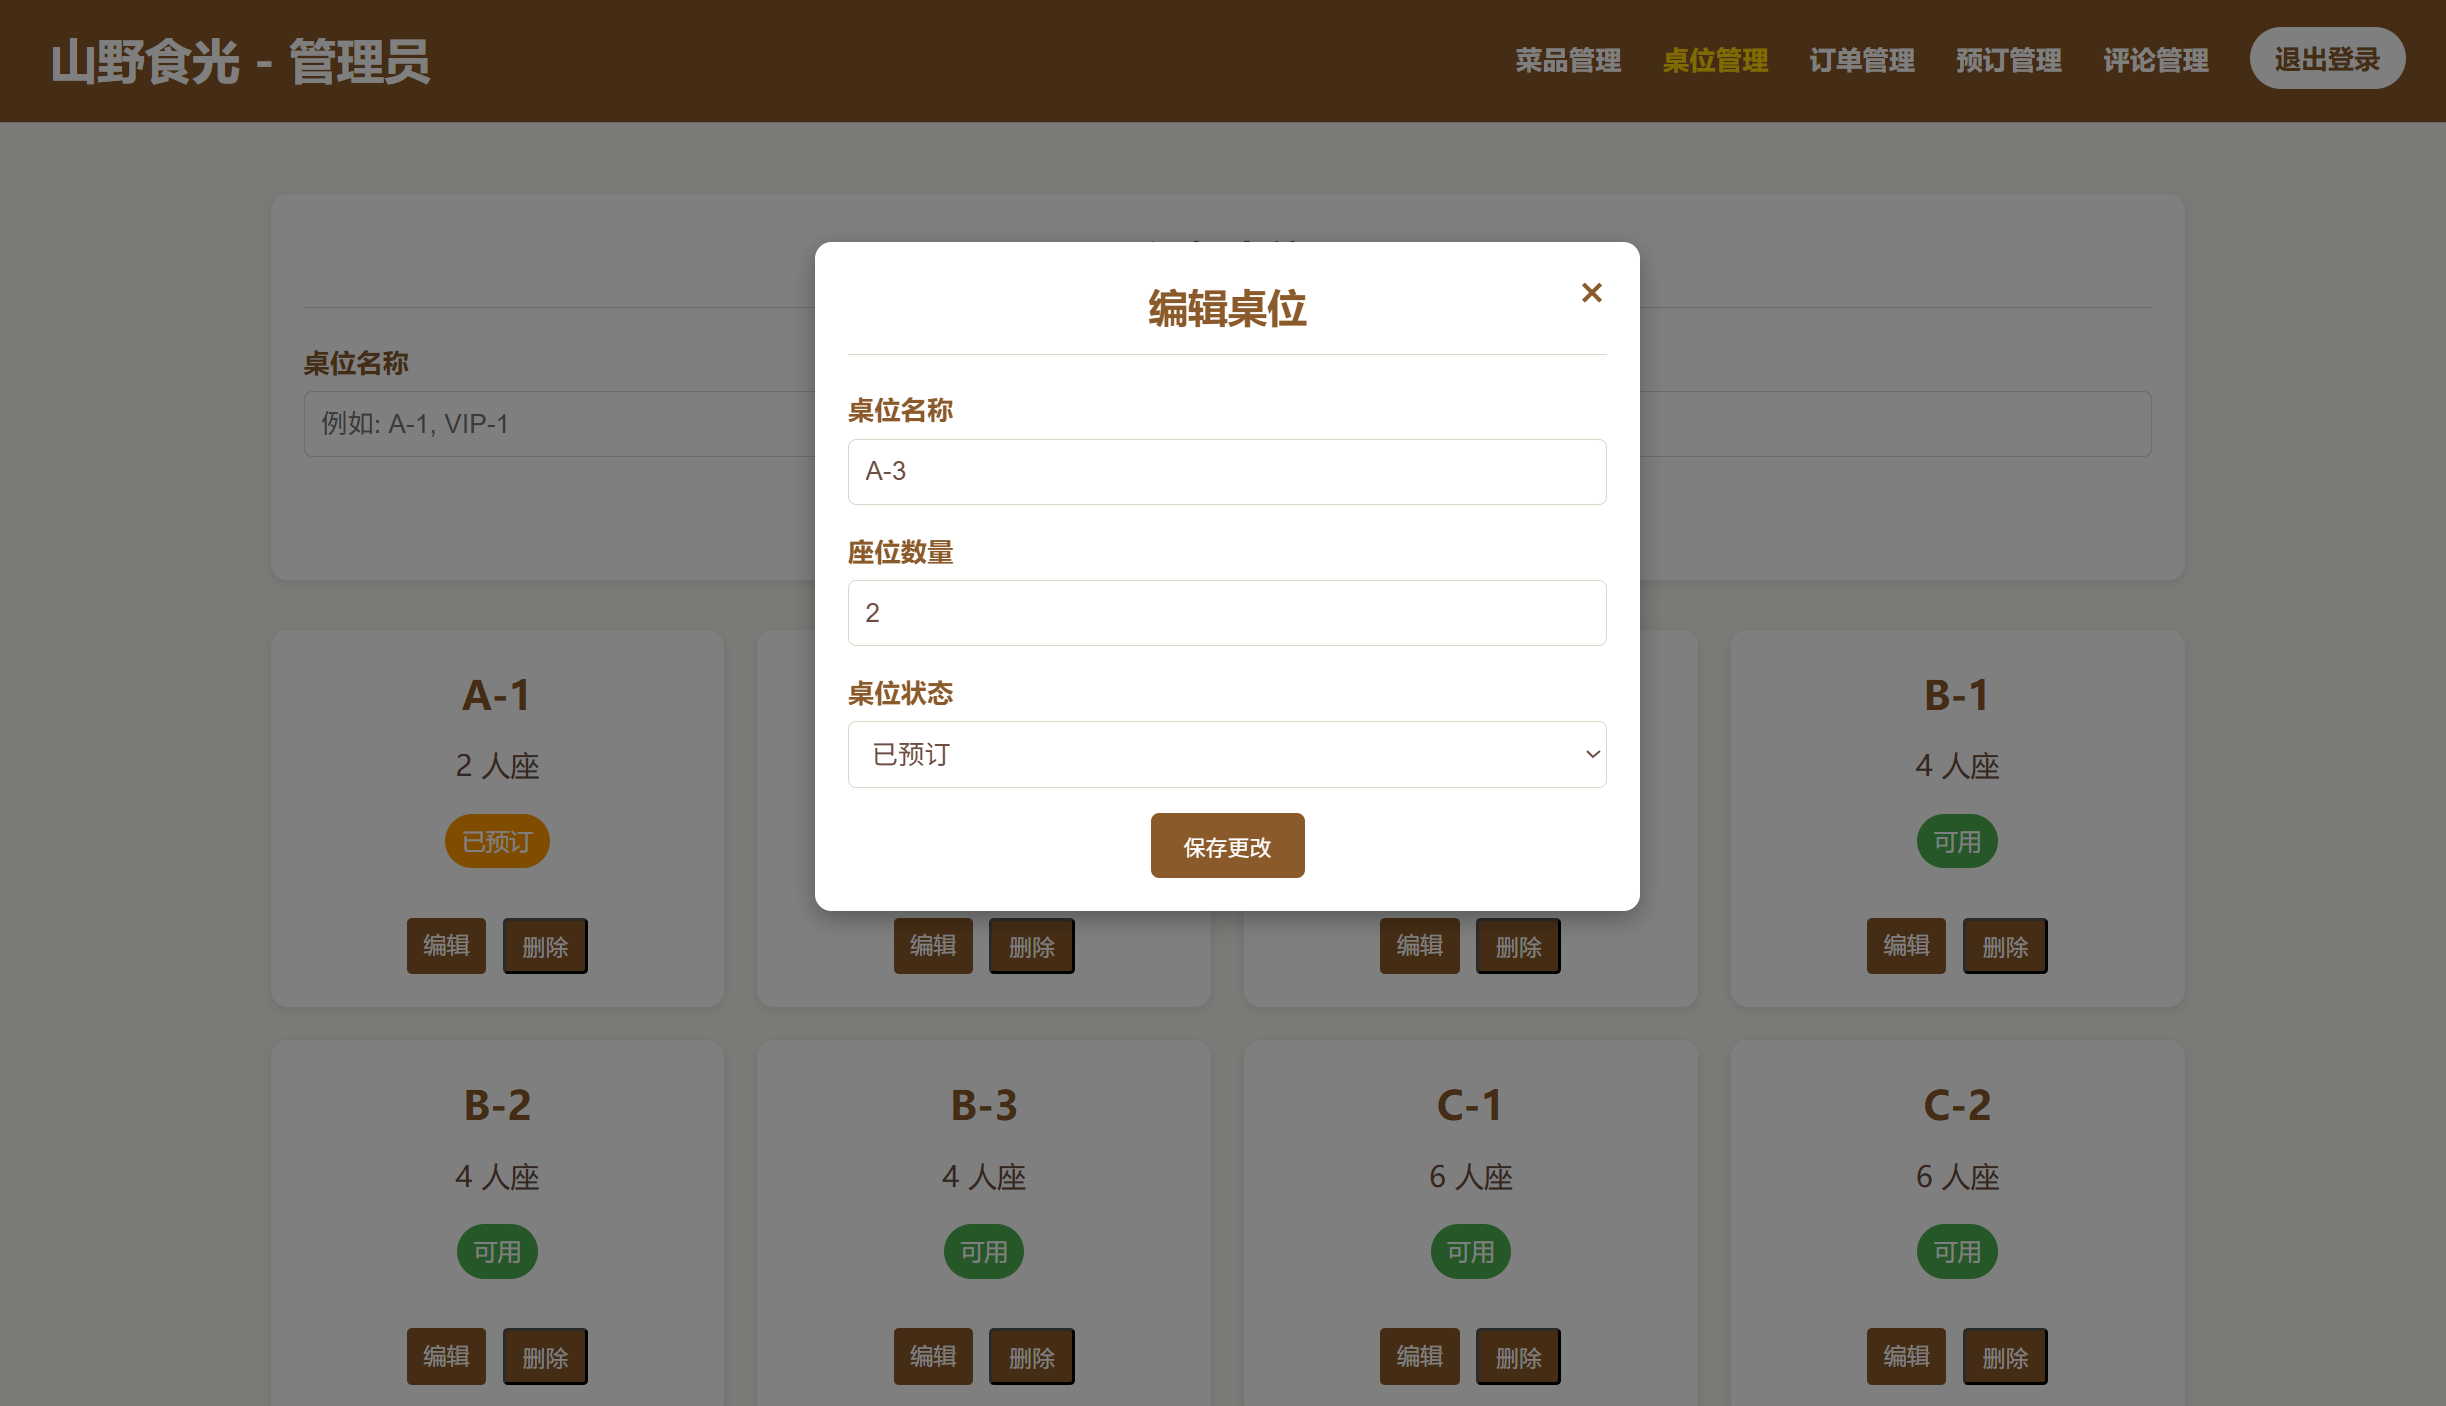 山野食光 - 管理员
菜品管理 桌位管理 订单管理 预订管理 评论管理 退出登录
编辑桌位
×
桌位名称
例如: A-1, VIP-1
桌位名称
A-3
座位数量
2
桌位状态
已预订
保存更改
A-1
2 人座
已预订
编辑 删除
编辑 删除
编辑 删除
B-1
4 人座
可用
编辑 删除
B-2
4 人座
可用
编辑 删除
B-3
4 人座
可用
编辑 删除
C-1
6 人座
可用
编辑 删除
C-2
6 人座
可用
编辑 删除